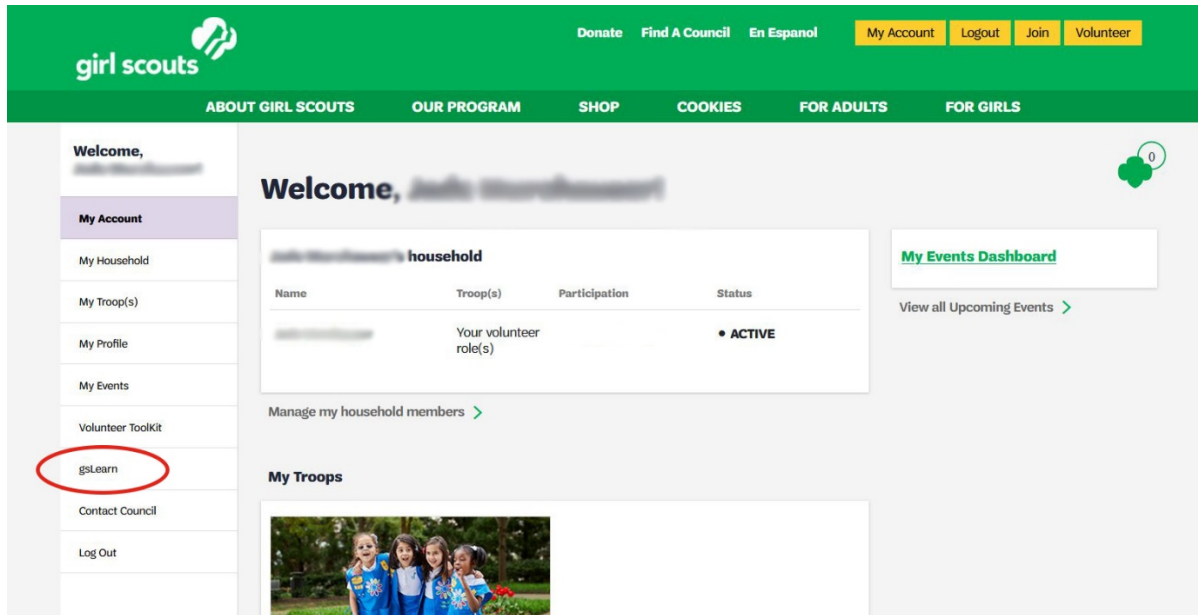 girl scouts
Donate Find A Council En Espanol My Account Logout Join Volunteer
ABOUT GIRL SCOUTS OUR PROGRAM SHOP COOKIES FOR ADULTS FOR GIRLS
Welcome,
My Account
My Household
My Troop(s)
My Profile
My Events
Volunteer ToolKit
gsLearn
Contact Council
Log Out
Welcome,
household
Name Troop(s) Participation Status
Your volunteer
role(s)
• ACTIVE
Manage my household members >
My Troops
0
My Events Dashboard
View all Upcoming Events >